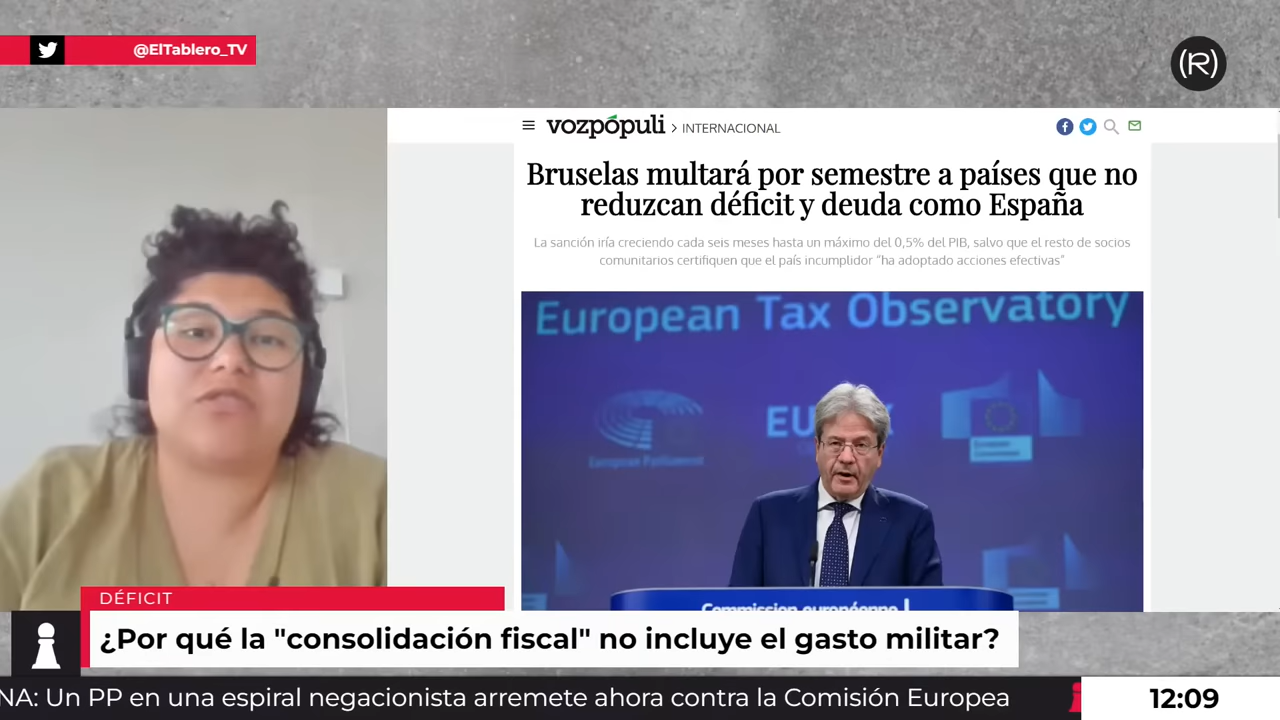 @ElTablero_TV
(R)
vozpópuli > INTERNACIONAL
Bruselas multará por semestre a países que no
reduzcan déficit y deuda como España
La sanción iría creciendo cada seis meses hasta un máximo del 0,5% del PIB, salvo que el resto de socios
comunitarios certifiquen que el país incumplidor “ha adoptado acciones efectivas”
European Tax Observatory
European Parliament
European
Commission
Commission européenne
DÉFICIT
¿Por qué la "consolidación fiscal" no incluye el gasto militar?
NA: Un PP en una espiral negacionista arremete ahora contra la Comisión Europea
12:09